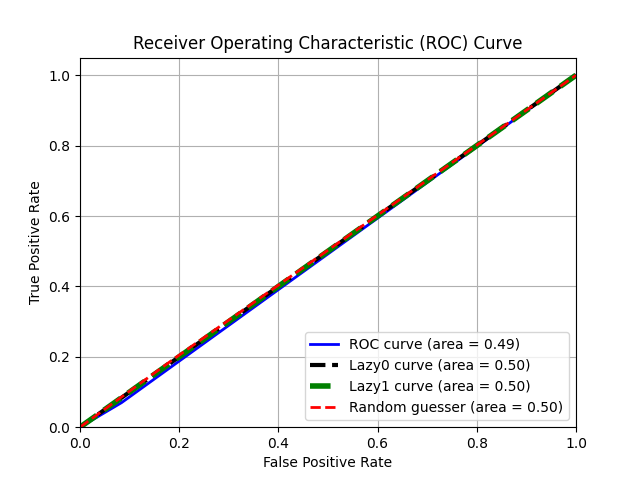 Receiver Operating Characteristic (ROC) Curve
True Positive Rate
1.0
0.8
0.6
0.4
0.2
0.0
ROC curve (area = 0.49)
Lazy0 curve (area = 0.50)
Lazy1 curve (area = 0.50)
Random guesser (area = 0.50)
0.0 0.2 0.4 0.6 0.8 1.0
False Positive Rate